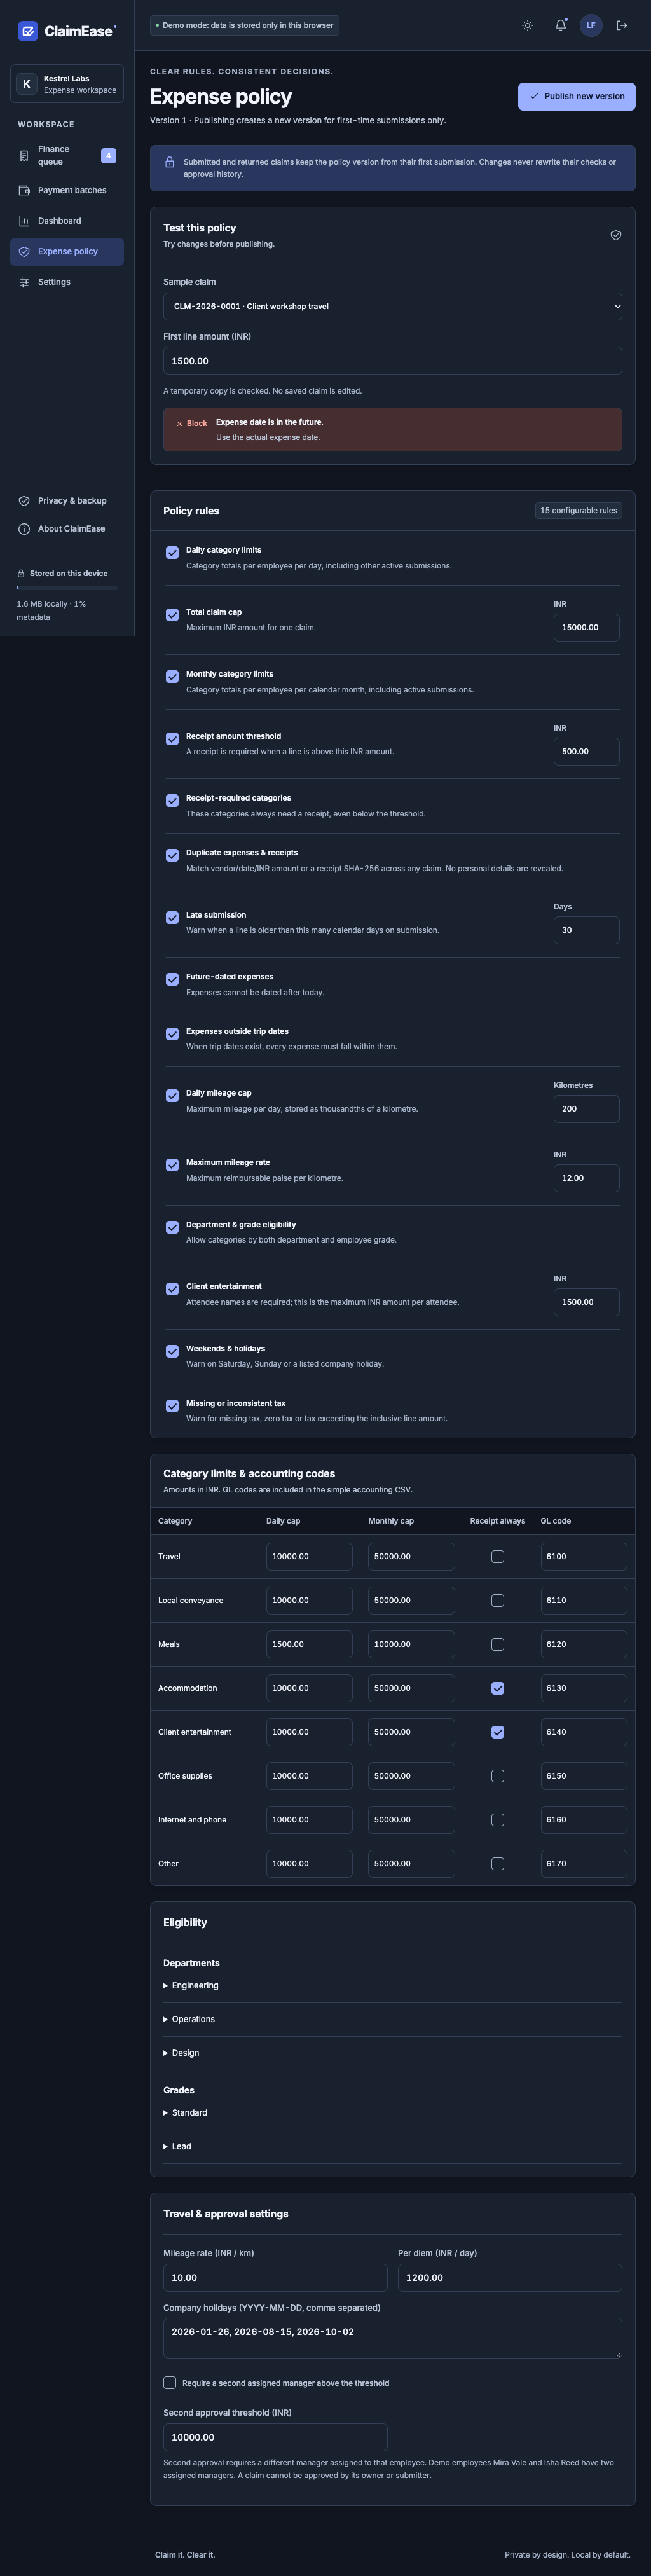 ClaimEase
K
Kestrel Labs
Expense workspace
WORKSPACE
Finance queue
4
Payment batches
Dashboard
Expense policy
Settings
Privacy & backup
About ClaimEase
Stored on this device
1.6 MB locally · 1% metadata
Demo mode: data is stored only in this browser
LF
CLEAR RULES. CONSISTENT DECISIONS.
Expense policy
Version 1 · Publishing creates a new version for first-time submissions only.
Publish new version
Submitted and returned claims keep the policy version from their first submission. Changes never rewrite their checks or
approval history.
Test this policy
Try changes before publishing.
Sample claim
CLM-2026-0001 · Client workshop travel
First line amount (INR)
1500.00
A temporary copy is checked. No saved claim is edited.
Block
Expense date is in the future.
Use the actual expense date.
Policy rules
15 configurable rules
Daily category limits
Category totals per employee per day, including other active submissions.
Total claim cap
Maximum INR amount for one claim.
INR
15000.00
Monthly category limits
Category totals per employee per calendar month, including active submissions.
Receipt amount threshold
A receipt is required when a line is above this INR amount.
INR
500.00
Receipt-required categories
These categories always need a receipt, even below the threshold.
Duplicate expenses & receipts
Match vendor/date/INR amount or a receipt SHA-256 across any claim. No personal details are revealed.
Late submission
Warn when a line is older than this many calendar days on submission.
Days
30
Future-dated expenses
Expenses cannot be dated after today.
Expenses outside trip dates
When trip dates exist, every expense must fall within them.
Daily mileage cap
Maximum mileage per day, stored as thousandths of a kilometre.
Kilometres
200
Maximum mileage rate
Maximum reimbursable paise per kilometre.
INR
12.00
Department & grade eligibility
Allow categories by both department and employee grade.
Client entertainment
Attendee names are required; this is the maximum INR amount per attendee.
INR
1500.00
Weekends & holidays
Warn on Saturday, Sunday or a listed company holiday.
Missing or inconsistent tax
Warn for missing tax, zero tax or tax exceeding the inclusive line amount.
Category limits & accounting codes
Amounts in INR. GL codes are included in the simple accounting CSV.
Category Daily cap Monthly cap Receipt always GL code
Travel 10000.00 50000.00 6100
Local conveyance 10000.00 50000.00 6110
Meals 1500.00 10000.00 6120
Accommodation 10000.00 50000.00 6130
Client entertainment 10000.00 50000.00 6140
Office supplies 10000.00 50000.00 6150
Internet and phone 10000.00 50000.00 6160
Other 10000.00 50000.00 6170
Eligibility
Departments
Engineering
Operations
Design
Grades
Standard
Lead
Travel & approval settings
Mileage rate (INR / km)
10.00
Per diem (INR / day)
1200.00
Company holidays (YYYY-MM-DD, comma separated)
2026-01-26, 2026-08-15, 2026-10-02
Require a second assigned manager above the threshold
Second approval threshold (INR)
10000.00
Second approval requires a different manager assigned to that employee. Demo employees Mira Vale and Isha Reed have two
assigned managers. A claim cannot be approved by its owner or submitter.
Claim it. Clear it.
Private by design. Local by default.